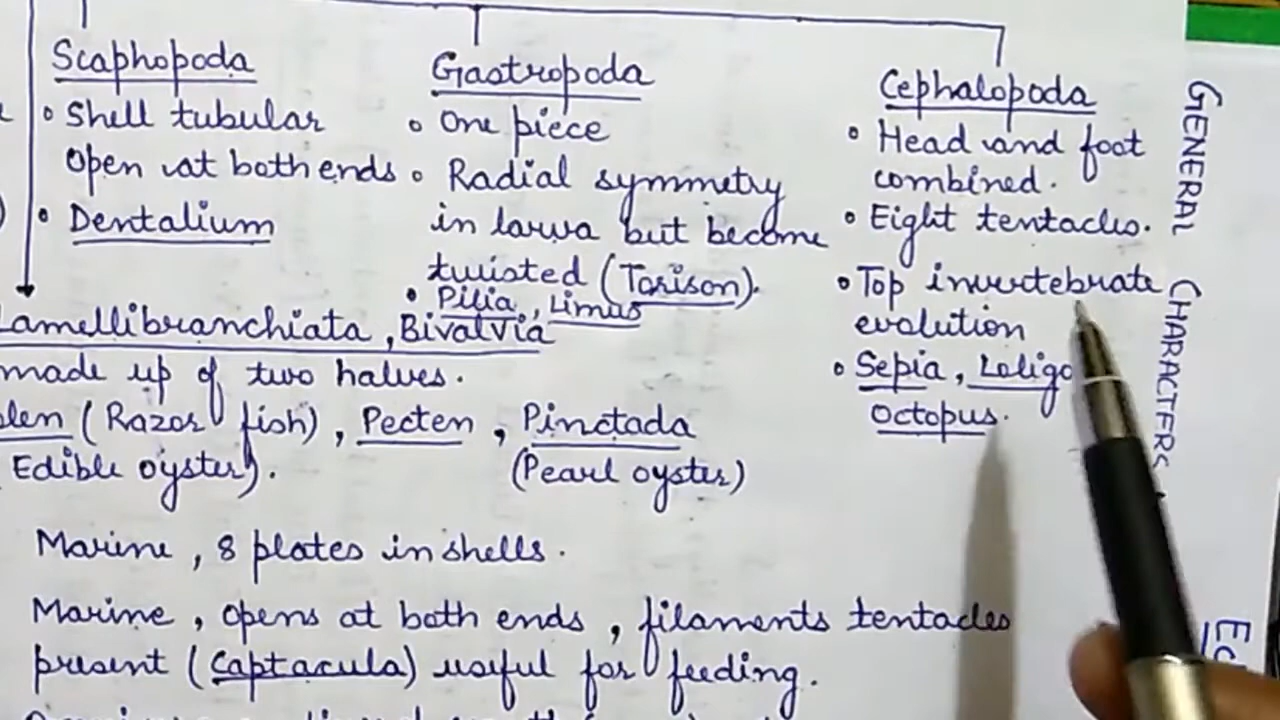 Scaphopoda
• Shell tubular
open at both ends
• Dentalium
Gastropoda
• One piece
• Radial symmetry
in larva but become
twisted (Torison).
• Pilia, Limus
Cephalopoda
• Head and foot
combined.
• Eight tentacles.
• Top invertebrate
evolution
• Sepia, Loligo
Octopus.
Lamellibranchiata, Bivalvia
made up of two halves.
(Razor fish), Pecten, Pinctada
Edible oyster).
(Pearl oyster)
Marine, 8 plates in shells.
Marine, opens at both ends, filaments tentacles
present (Captacula) useful for feeding.
GENERAL CHARACTERS